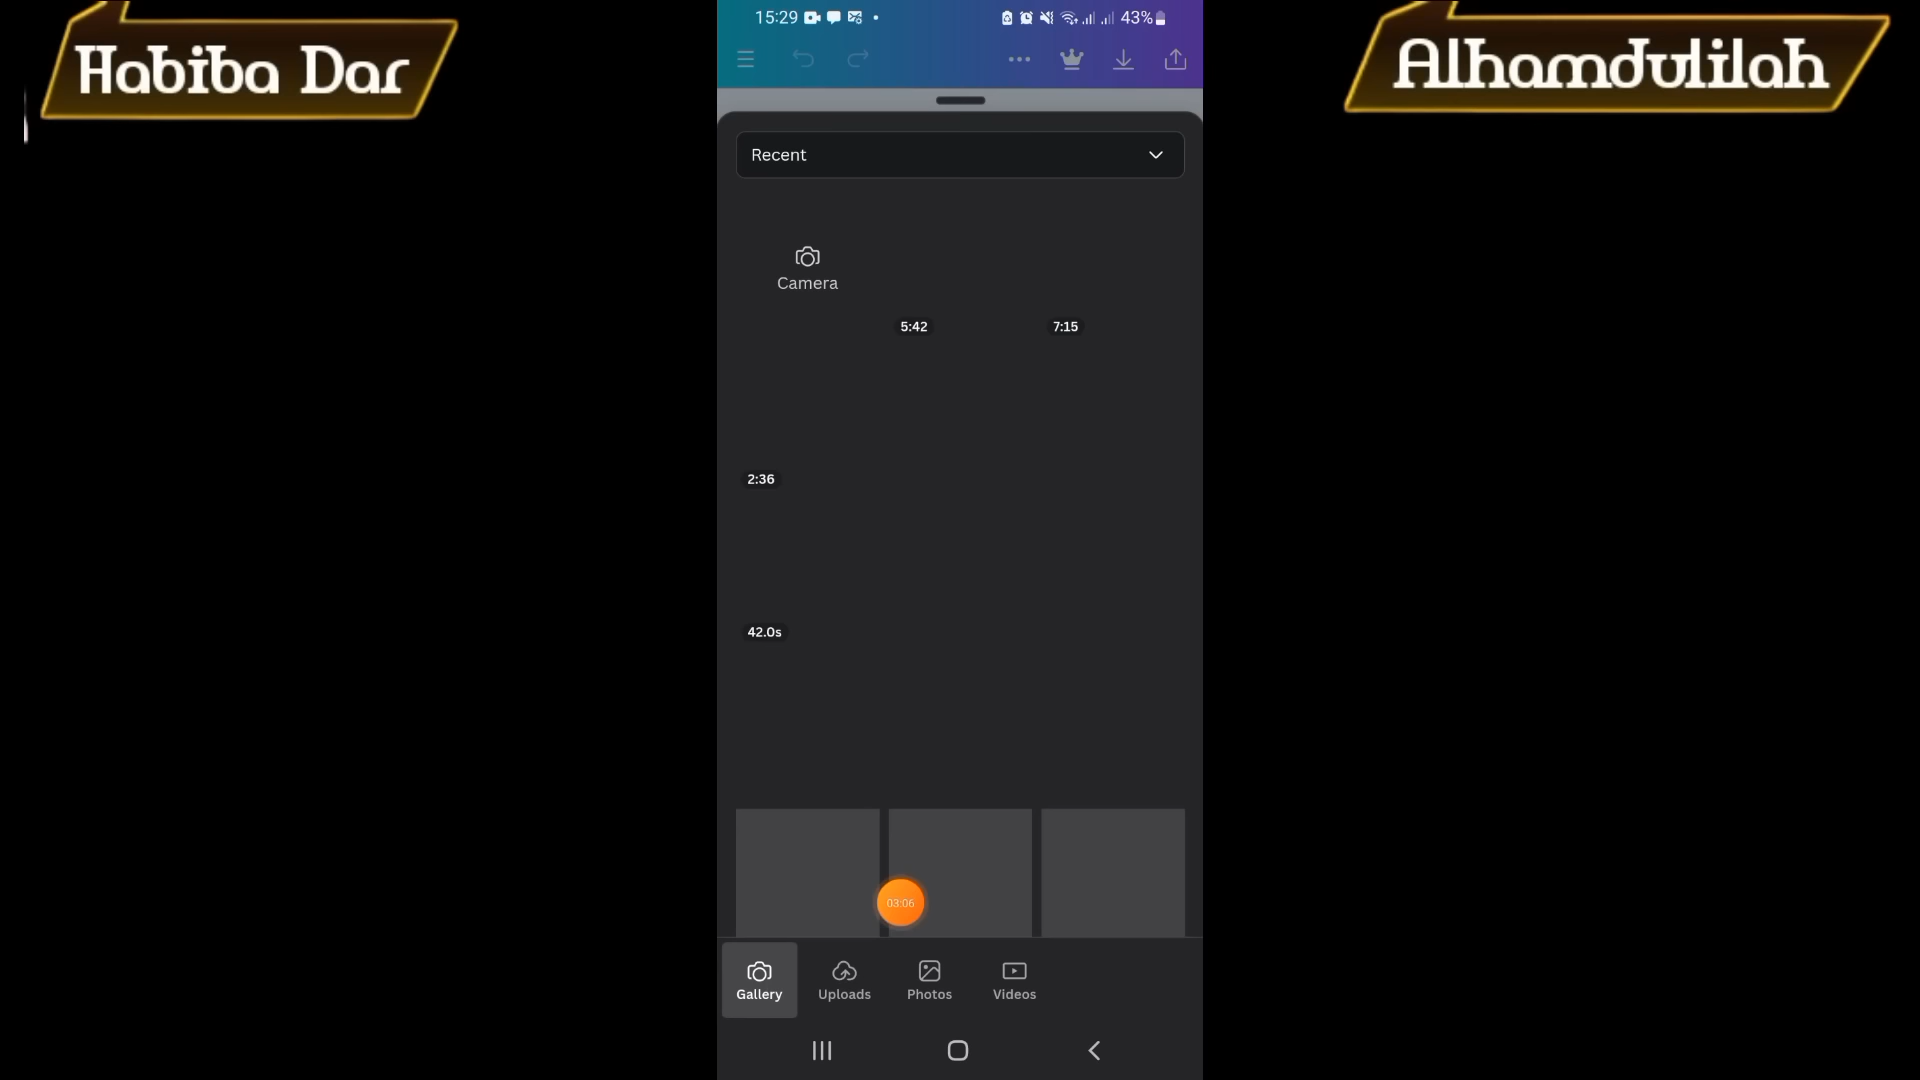 Habiba Dar
Alhamdulilah
15:29
43%
Recent
Camera
5:42
7:15
2:36
42.0s
03:06
Gallery
Uploads
Photos
Videos